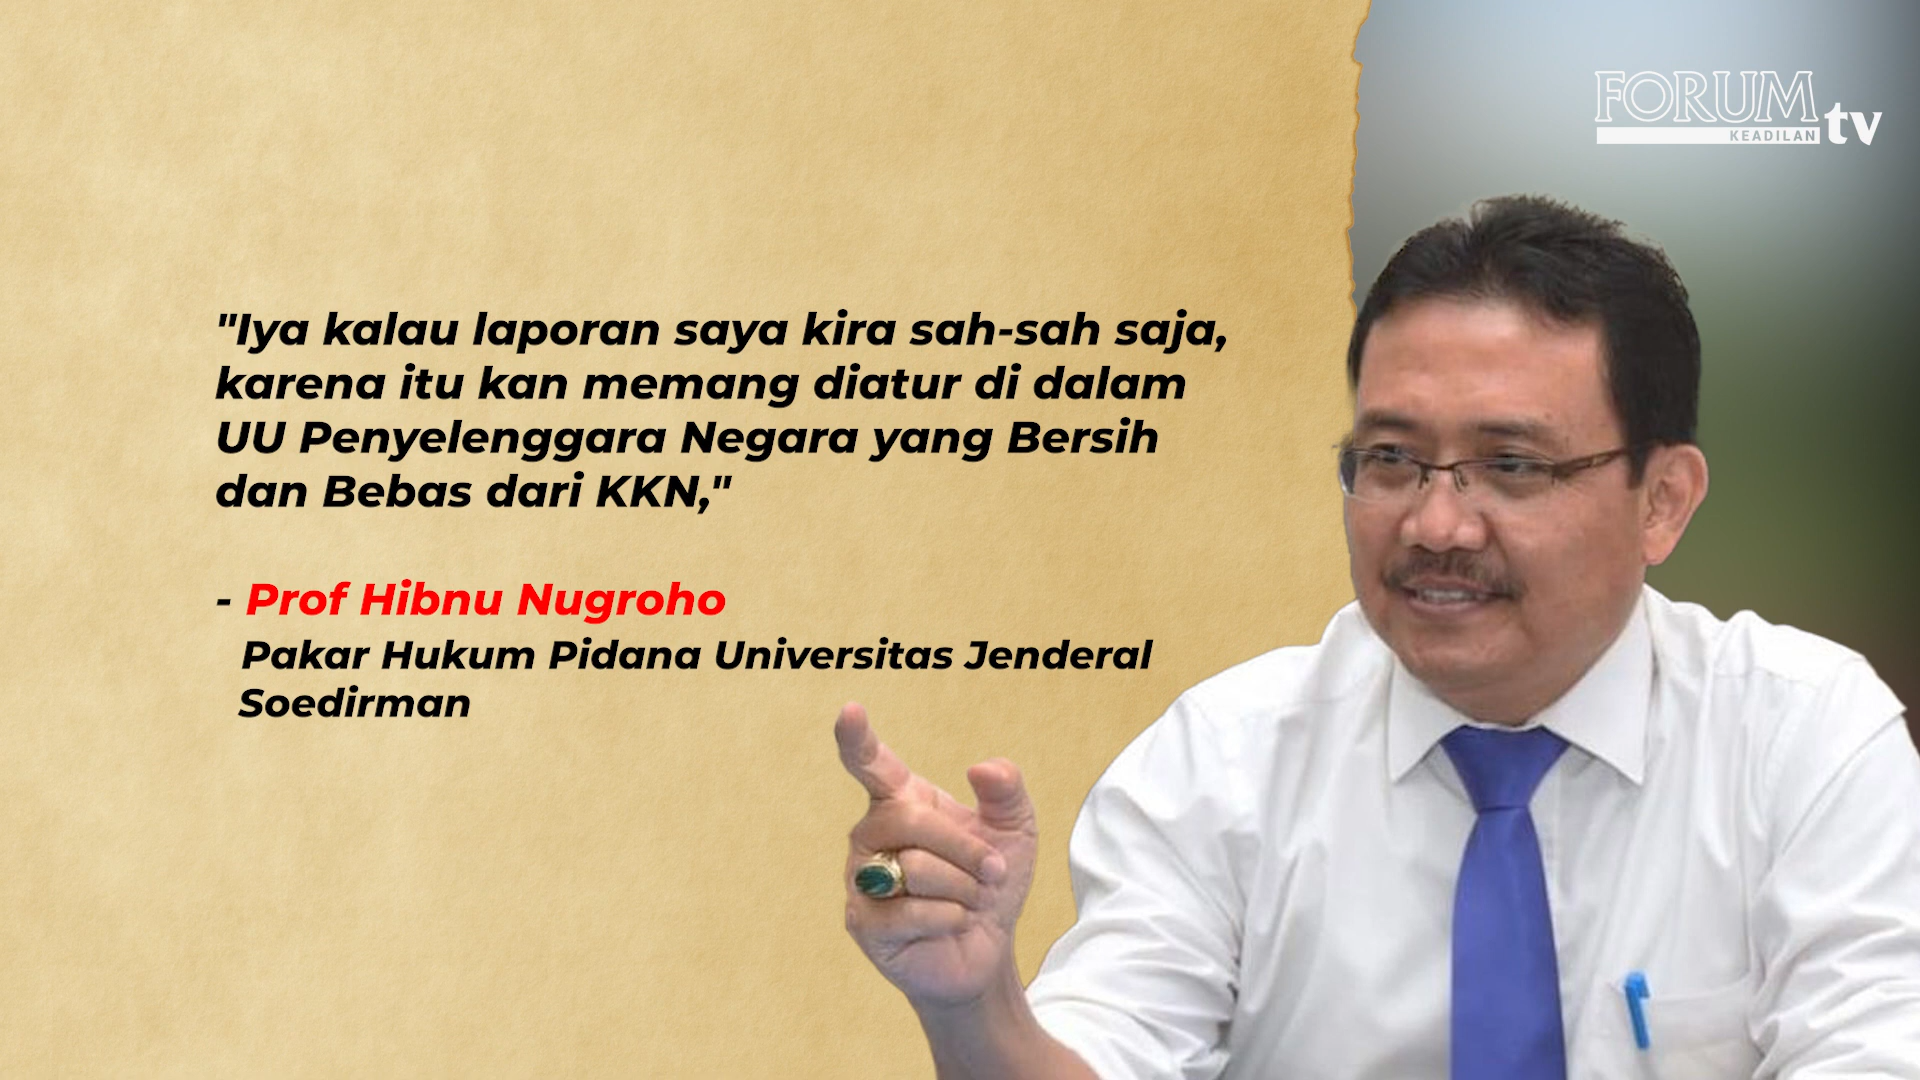 FORUM
KEADILAN tv
"Iya kalau laporan saya kira sah-sah saja,
karena itu kan memang diatur di dalam
UU Penyelenggara Negara yang Bersih
dan Bebas dari KKN,"
- Prof Hibnu Nugroho
Pakar Hukum Pidana Universitas Jenderal
Soedirman